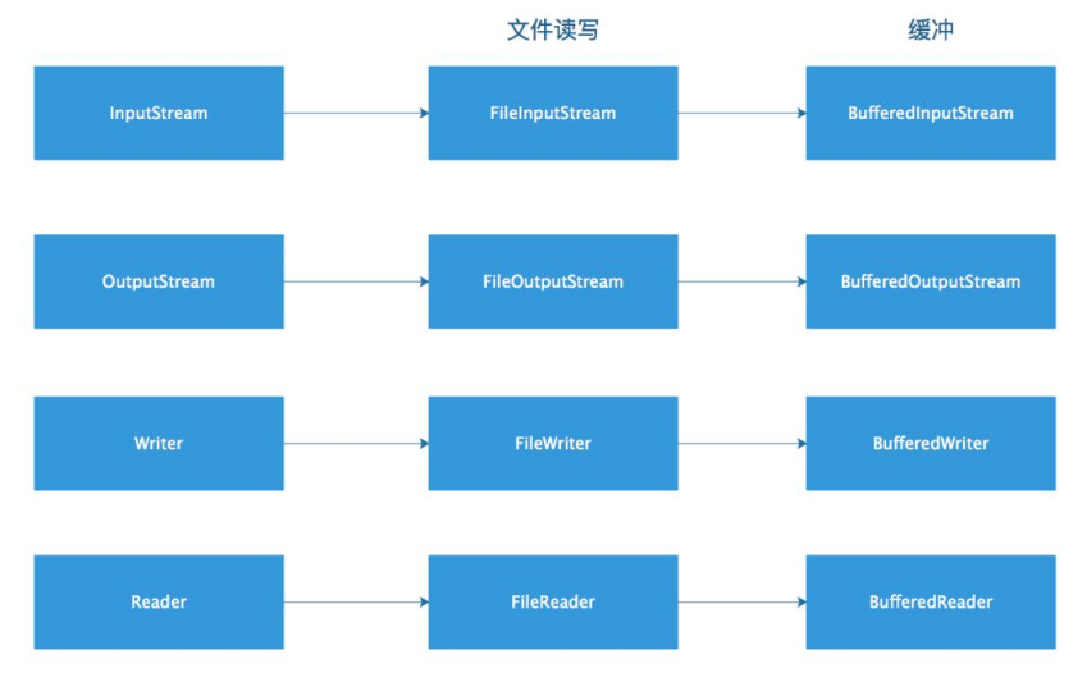 文件读写 缓冲
InputStream FileInputStream BufferedInputStream
OutputStream FileOutputStream BufferedOutputStream
Writer FileWriter BufferedWriter
Reader FileReader BufferedReader